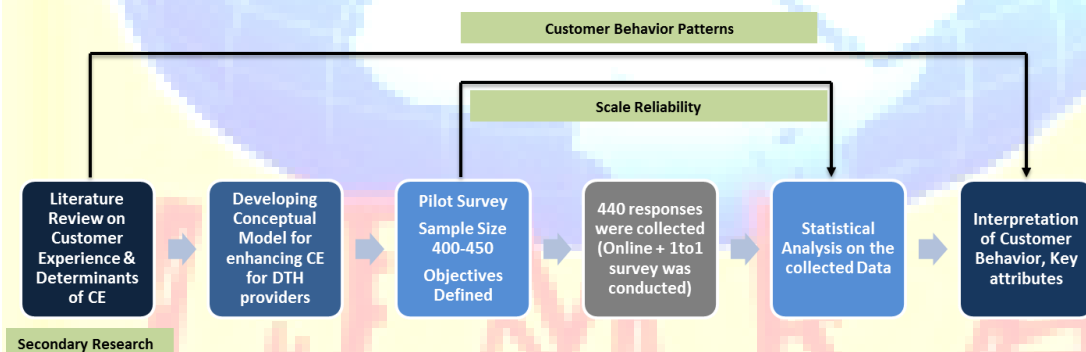 Customer Behavior Patterns
Scale Reliability
Literature
Review on
Customer
Experience &
Determinants
of CE
Developing
Conceptual
Model for
enhancing CE
for DTH
providers
Pilot Survey
Sample Size
400-450
Objectives
Defined
440 responses
were collected
(Online + 1to1
survey was
conducted)
Statistical
Analysis on the
collected Data
Interpretation
of Customer
Behavior, Key
attributes
Secondary Research